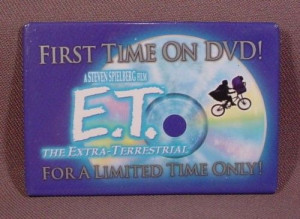 FIRST TIME ON DVD!
A STEVEN SPIELBERG FILM
E.T.
THE EXTRA-TERRESTRIAL
FOR A LIMITED TIME ONLY!